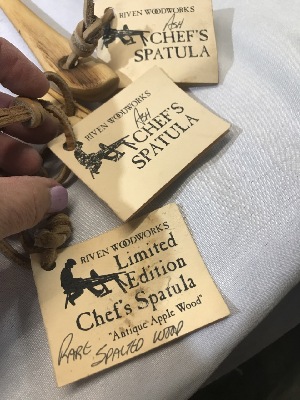 RIVEN WOODWORKS
Ash
CHEF'S
SPATULA
RIVEN WOODWORKS
Ash
CHEF'S
SPATULA
RIVEN WOODWORKS
Limited
Edition
Chef's Spatula
"Antique Apple Wood"
RARE SPALTED WOOD